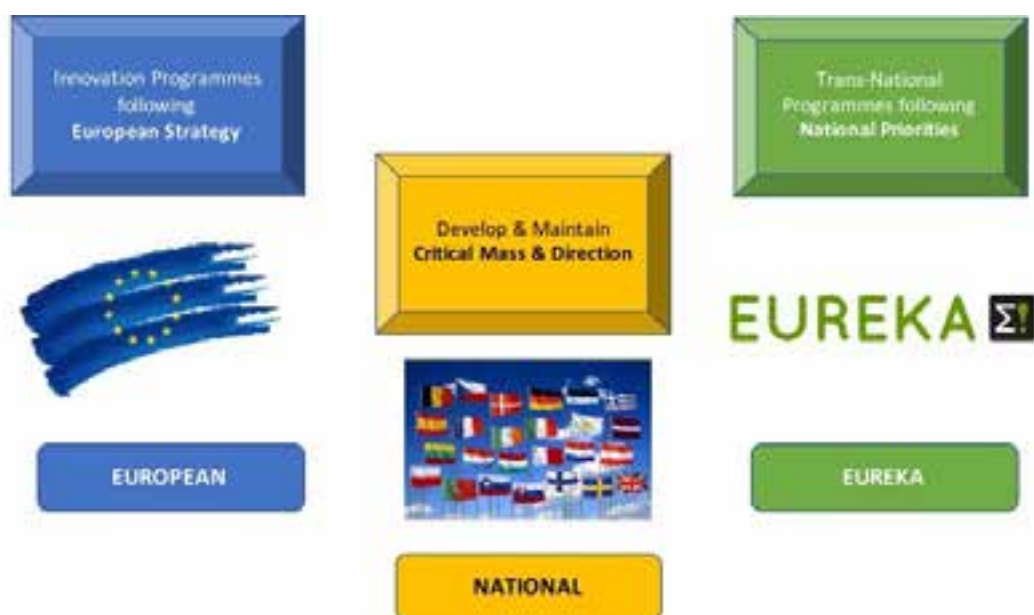 Innovation Programmes
following
European Strategy
Trans-National
Programmes following
National Priorities
Develop & Maintain
Critical Mass & Direction
EUREKA Σ!
EUROPEAN
EUREKA
NATIONAL